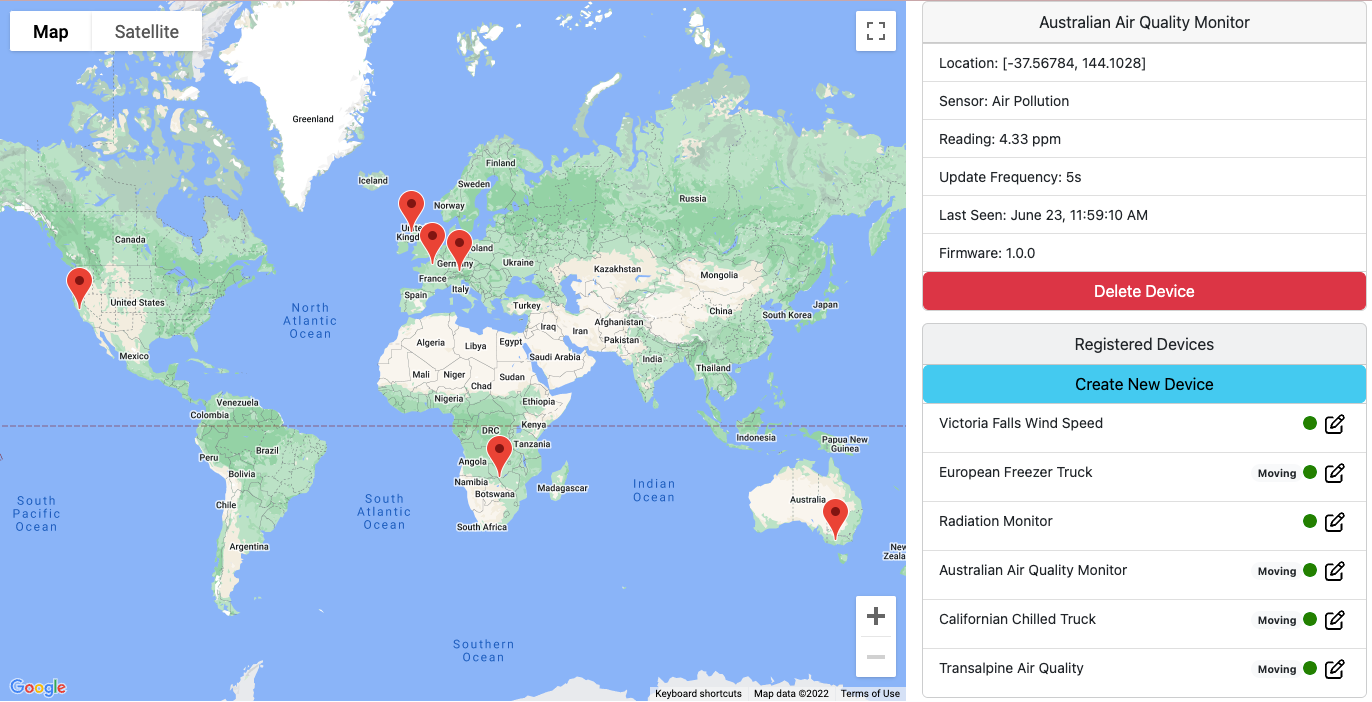 Map
Satellite
Greenland
Iceland
Finland
Sweden
Norway
Russia
Canada
Germany
Ukraine
France
Kazakhstan
Mongolia
Spain
Italy
United States
Turkey
China
Japan
South Korea
North
Atlantic
Ocean
Iraq
Iran
Afghanistan
Pakistan
Algeria
Libya
Egypt
Saudi Arabia
Mexico
India
Thailand
Mali
Niger
Chad
Sudan
Nigeria
Ethiopia
Venezuela
Colombia
Kenya
DRC
Tanzania
Indonesia
Papua New
Guinea
Brazil
Peru
Angola
Bolivia
Namibia
Botswana
Madagascar
Indian
Ocean
Australia
South
Pacific
Ocean
South
Atlantic
Ocean
Chile
South Africa
Argentina
New
Southern
Ocean
Google
Keyboard shortcuts
Map data ©2022
Terms of Use
Australian Air Quality Monitor
Location: [-37.56784, 144.1028]
Sensor: Air Pollution
Reading: 4.33 ppm
Update Frequency: 5s
Last Seen: June 23, 11:59:10 AM
Firmware: 1.0.0
Delete Device
Registered Devices
Create New Device
Victoria Falls Wind Speed
European Freezer Truck Moving
Radiation Monitor
Australian Air Quality Monitor Moving
Californian Chilled Truck Moving
Transalpine Air Quality Moving